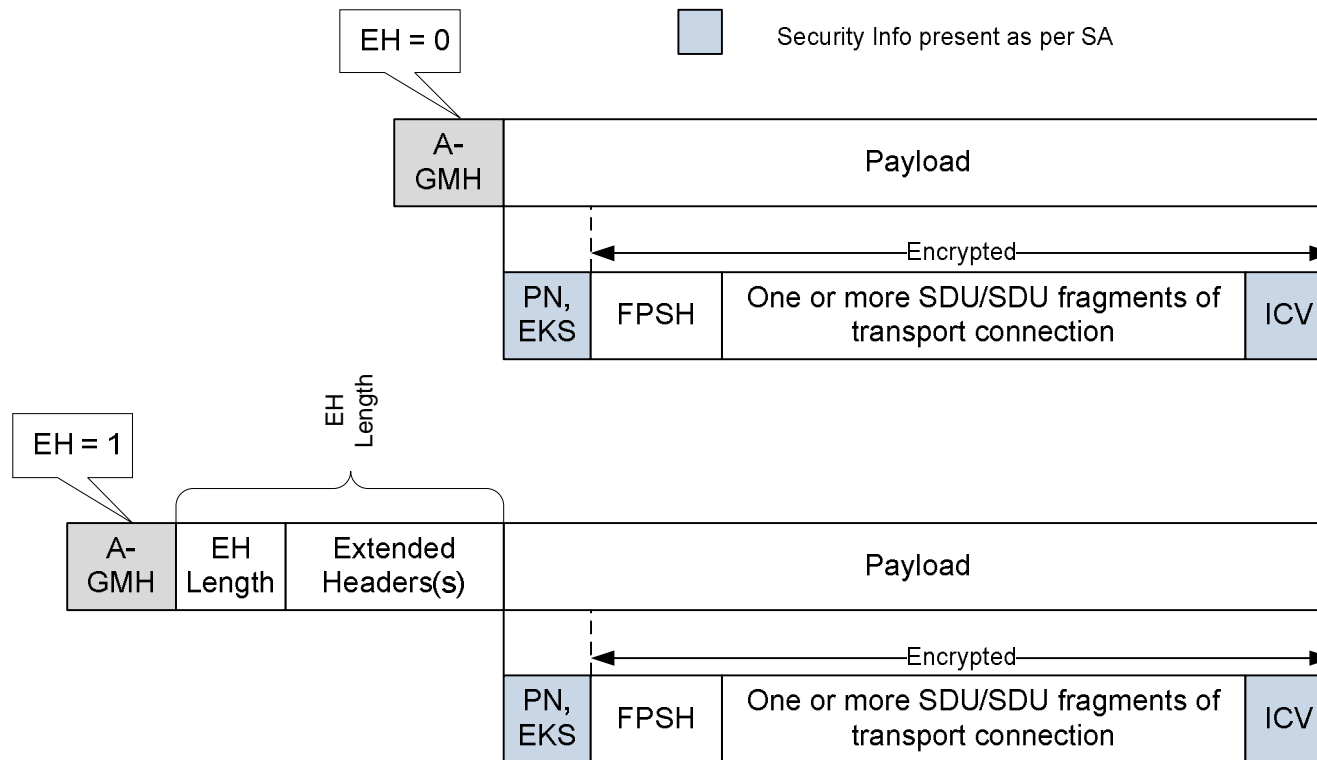 EH = 0
Security Info present as per SA
A-
GMH
Payload
Encrypted
PN,
EKS
FPSH
One or more SDU/SDU fragments of
transport connection
ICV
EH
Length
EH = 1
A-
GMH
EH
Length
Extended
Headers(s)
Payload
Encrypted
PN,
EKS
FPSH
One or more SDU/SDU fragments of
transport connection
ICV